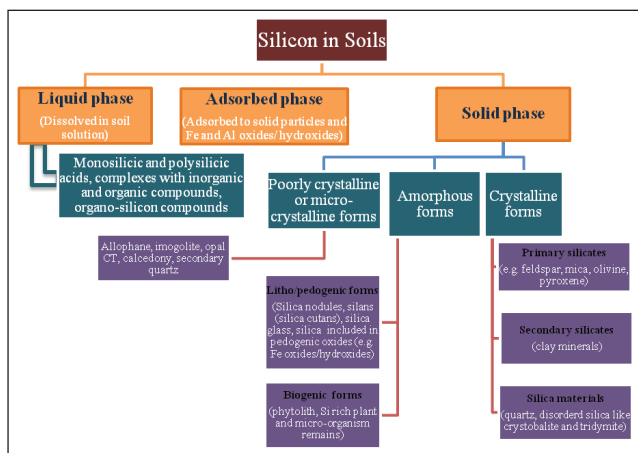 Silicon in Soils
Liquid phase
(Dissolved in soil
solution)
Adsorbed phase
(Adsorbed to solid particles and
Fe and Al oxides/hydroxides)
Solid phase
Monosilicic and polysilicic
acids, complexes with inorganic
and organic compounds,
organo-silicon compounds
Poorly crystalline
or micro-
crystalline forms
Amorphous
forms
Crystalline
forms
Allophane, imogolite, opal
CT, calcedony, secondary
quartz
Litho/pedogenic forms
(Silica nodules, silans
(silica cutans), silica
glass, silica included in
pedogenic oxides (e.g.
Fe oxides/hydroxides)
Biogenic forms
(phytolith, Si rich plant
and micro-organism
remains)
Primary silicates
(e.g. feldspar, mica, olivine,
pyroxene)
Secondary silicates
(clay minerals)
Silica materials
(quartz, disorderd silica like
crystobalite and tridymite)